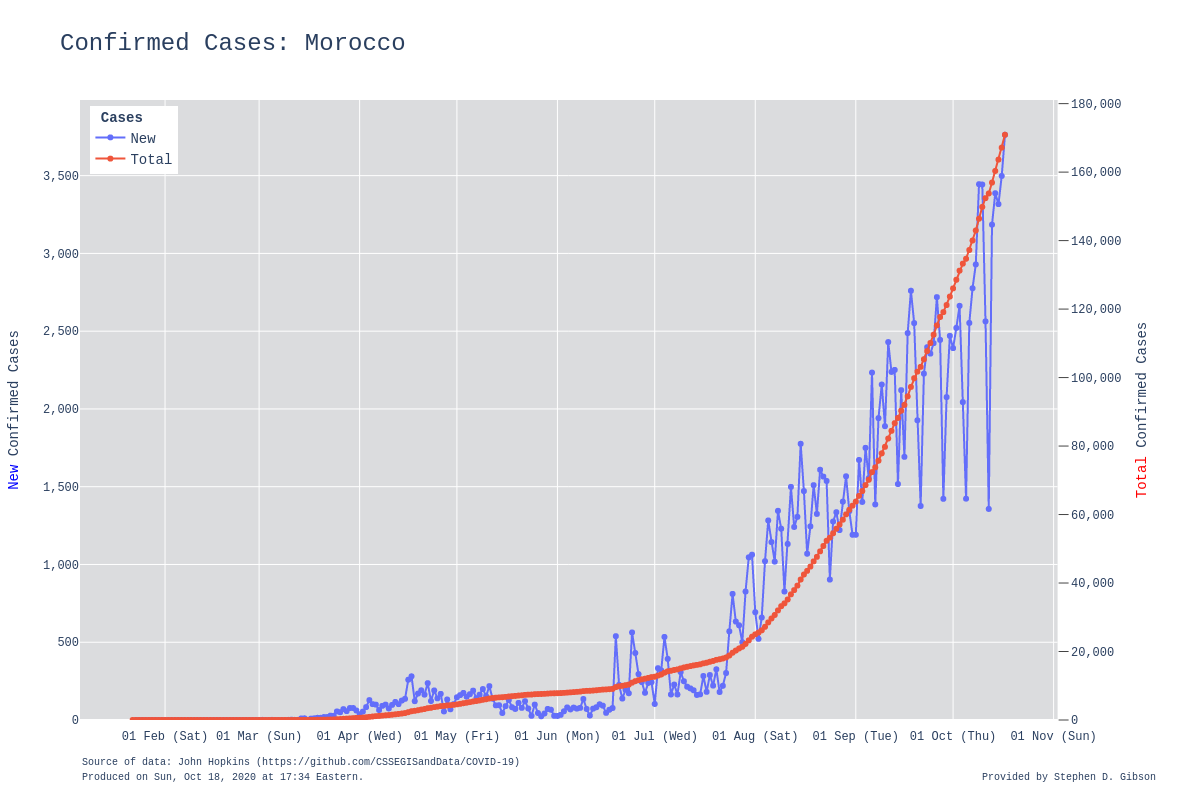 Confirmed Cases: Morocco
Cases
New
Total
3,500
3,000
2,500
2,000
1,500
1,000
500
0
New Confirmed Cases
180,000
160,000
140,000
120,000
100,000
80,000
60,000
40,000
20,000
0
Total Confirmed Cases
01 Feb (Sat) 01 Mar (Sun) 01 Apr (Wed) 01 May (Fri) 01 Jun (Mon) 01 Jul (Wed) 01 Aug (Sat) 01 Sep (Tue) 01 Oct (Thu) 01 Nov (Sun)
Source of data: John Hopkins (https://github.com/CSSEGISandData/COVID-19)
Produced on Sun, Oct 18, 2020 at 17:34 Eastern.
Provided by Stephen D. Gibson